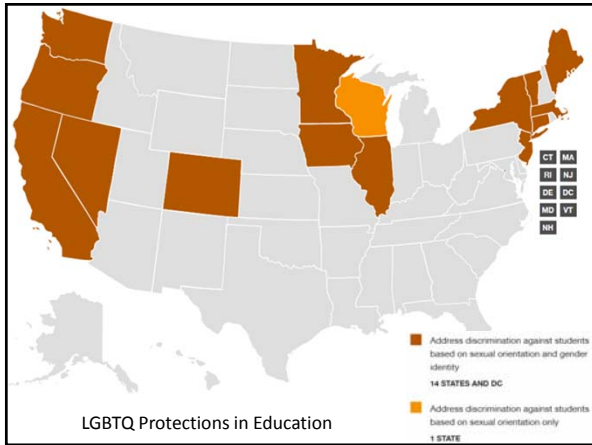 CT MA
RI NJ
DE DC
MD VT
NH
Address discrimination against students
based on sexual orientation and gender
identity
14 STATES AND DC
Address discrimination against students
based on sexual orientation only
1 STATE
LGBTQ Protections in Education